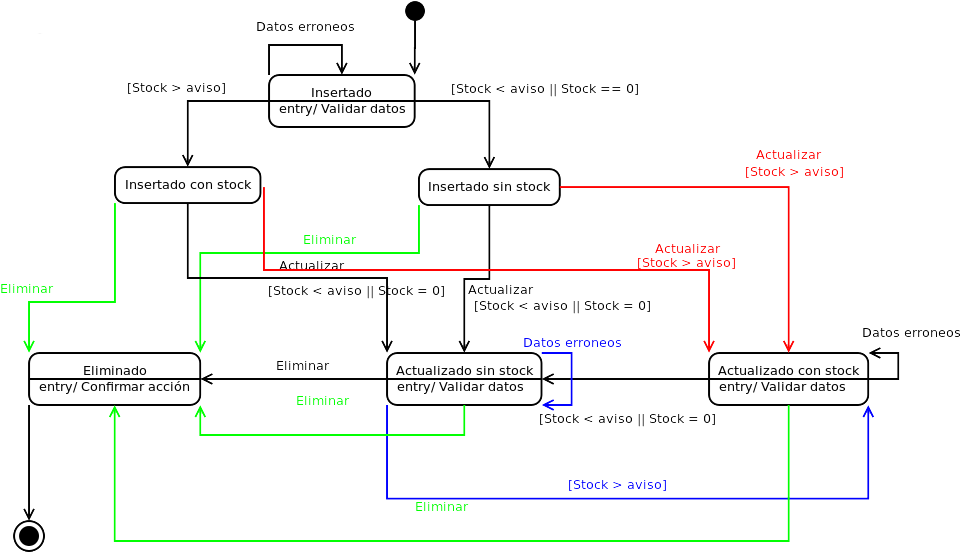 Datos erroneos
[Stock > aviso]
Insertado
entry/ Validar datos
[Stock < aviso || Stock == 0]
Actualizar
[Stock > aviso]
Insertado con stock
Insertado sin stock
Eliminar
Actualizar
[Stock > aviso]
Actualizar
[Stock < aviso || Stock = 0]
Eliminar
Actualizar
[Stock < aviso || Stock = 0]
Datos erroneos
Datos erroneos
Eliminado
entry/ Confirmar acción
Eliminar
Actualizado sin stock
entry/ Validar datos
Actualizado con stock
entry/ Validar datos
Eliminar
[Stock < aviso || Stock = 0]
[Stock > aviso]
Eliminar